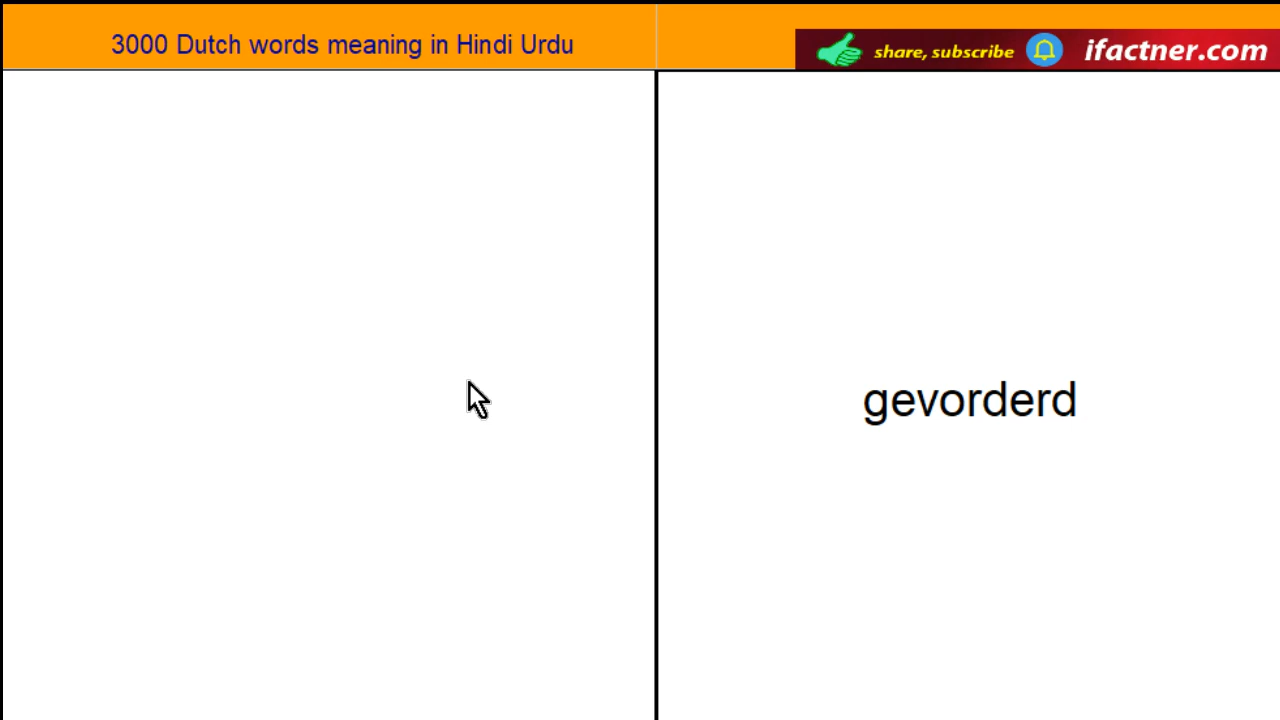 3000 Dutch words meaning in Hindi Urdu
share, subscribe
ifactner.com
gevorderd